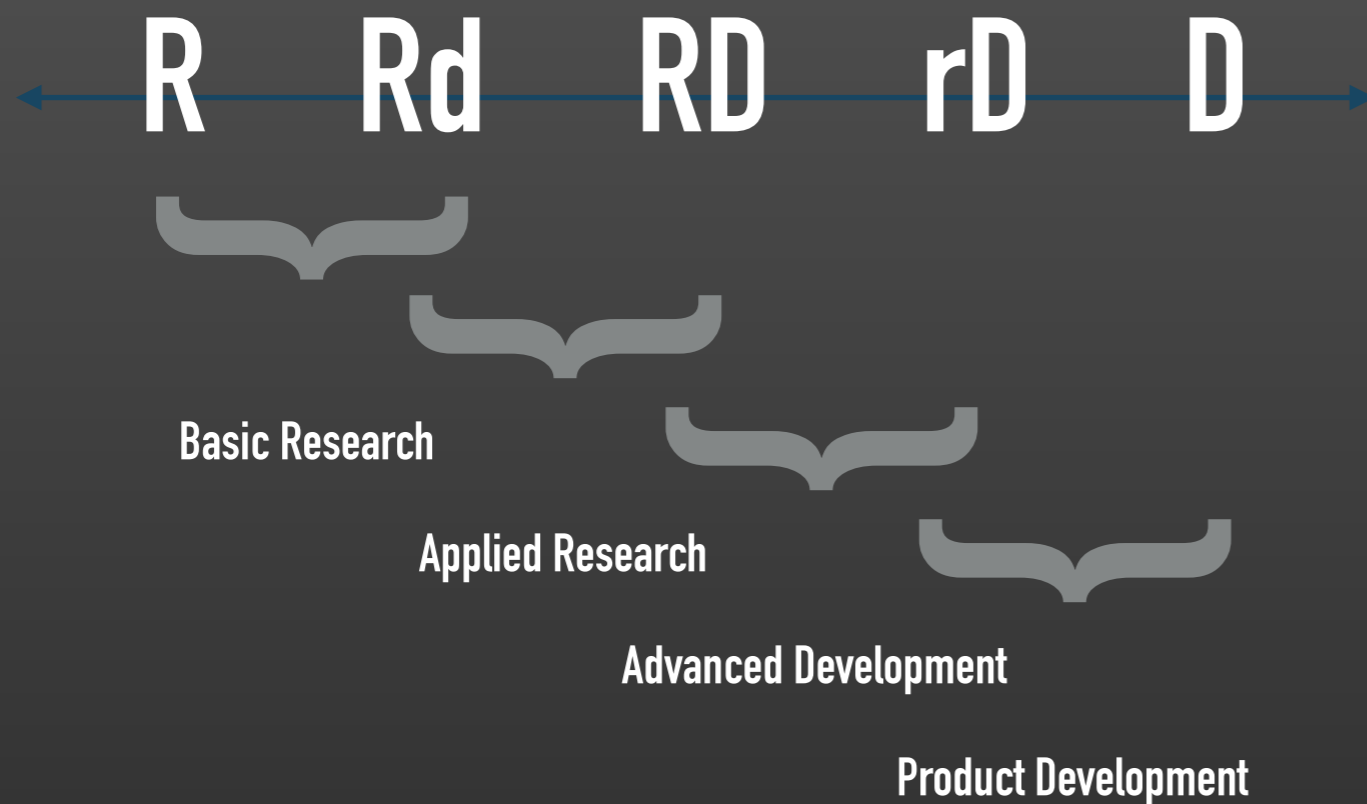 R Rd RD rD D
Basic Research
Applied Research
Advanced Development
Product Development